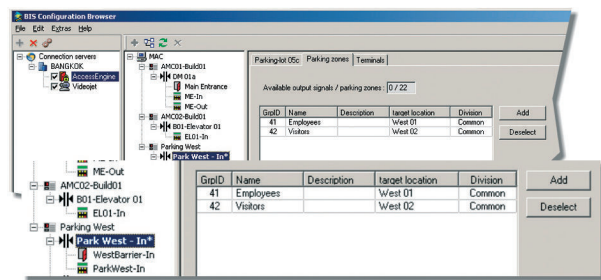 BIS Configuration Browser
File Edit Extras Help
Connection servers
BANGKOK
AccessEngine
Videojet
MAC
AMC01-Build01
DM 01a
Main Entrance
ME-In
ME-Out
AMC02-Build01
B01-Elevator 01
EL01-In
Parking West
Park West - In*
Parking-lot 05c Parking zones Terminals
Available output signals / parking zones : 0 / 22
GrpID Name Description target location Division
41 Employees West 01 Common
42 Visitors West 02 Common
Add
Deselect
ME-Out
AMC02-Build01
B01-Elevator 01
EL01-In
Parking West
Park West - In*
WestBarrier-In
ParkWest-In
GrpID Name Description target location Division
41 Employees West 01 Common
42 Visitors West 02 Common
Add
Deselect